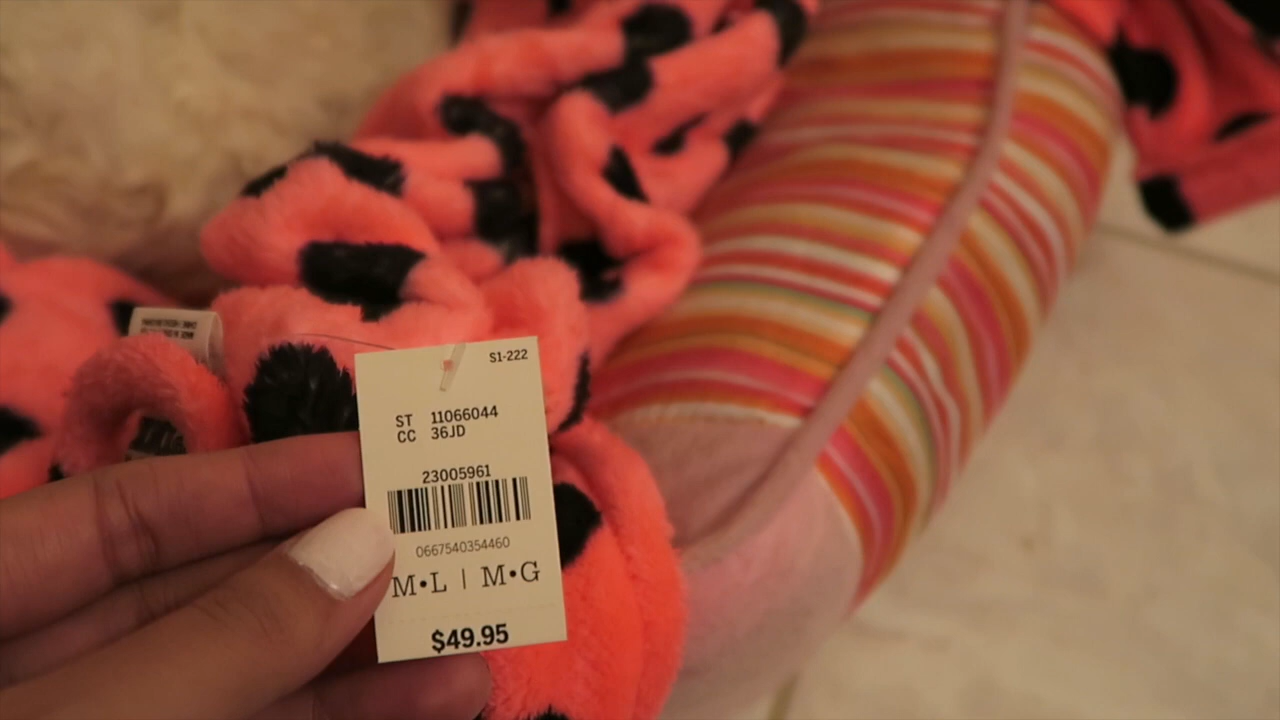 S1-222
ST 11066044
CC 36JD
23005961
0667540354460
M•L | M•G
$49.95